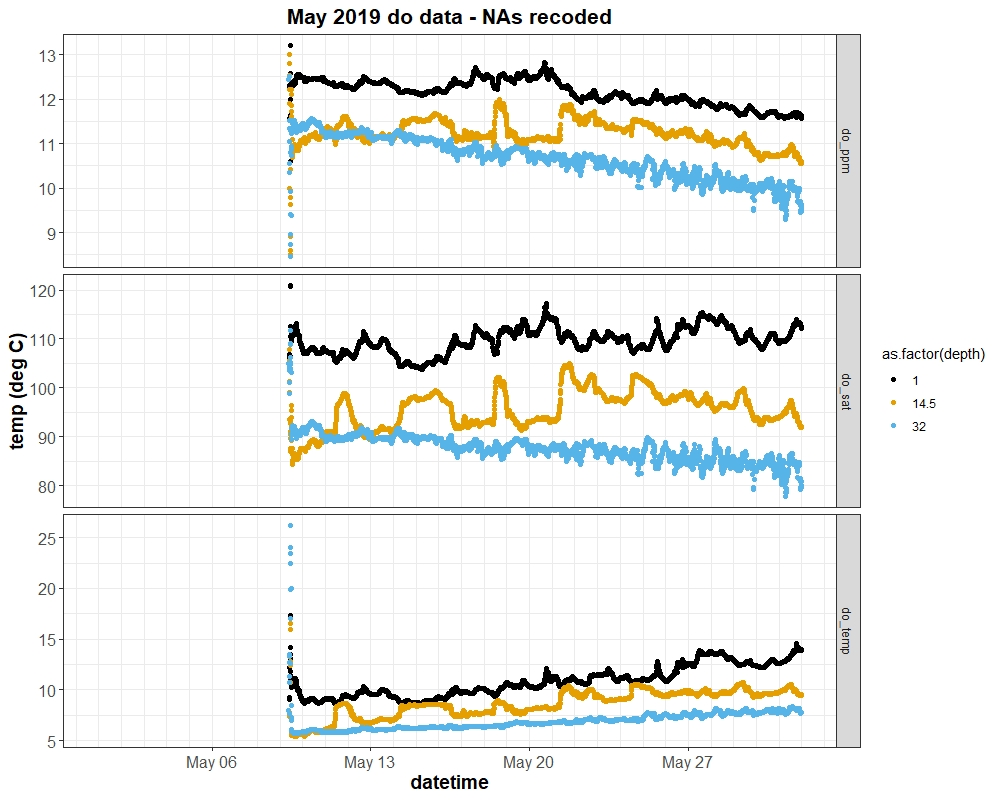 May 2019 do data - NAs recoded
13
12
11
10
9
do_ppm
120
110
100
90
80
do_sat
25
20
15
10
5
do_temp
temp (deg C)
May 06
May 13
May 20
May 27
datetime
as.factor(depth)
1
14.5
32